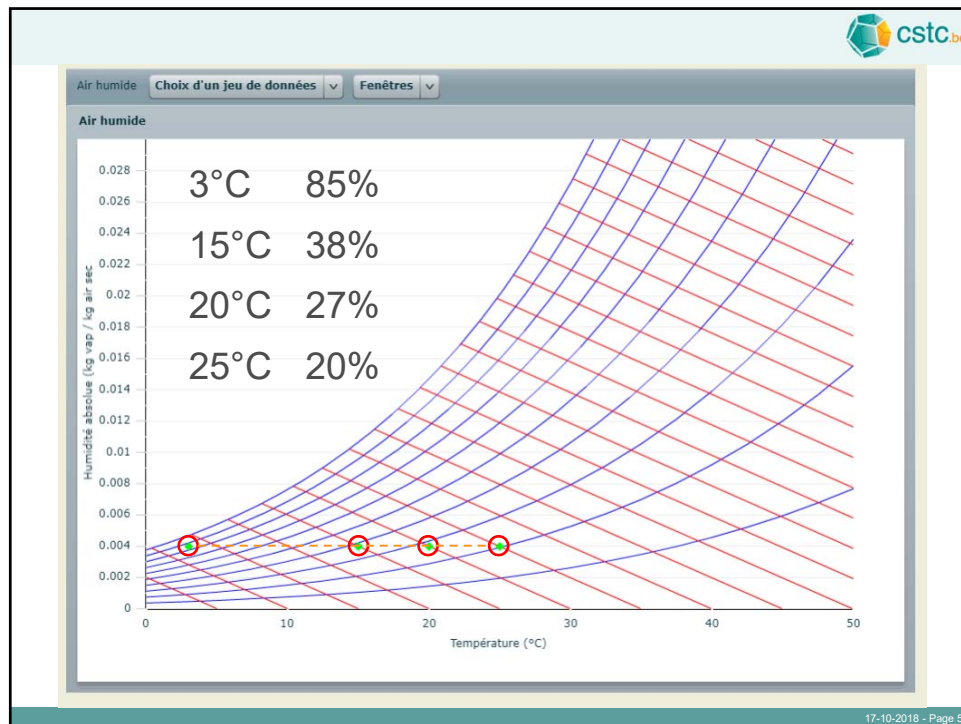 cstc.be
Air humide Choix d'un jeu de données Fenêtres
Air humide
Humidité absolue (kg vap / kg air sec
0.028
0.026
0.024
0.022
0.02
0.018
0.016
0.014
0.012
0.01
0.008
0.006
0.004
0.002
0
3°C 85%
15°C 38%
20°C 27%
25°C 20%
0 10 20 30 40 50
Température (°C)
17-10-2018 - Page 5